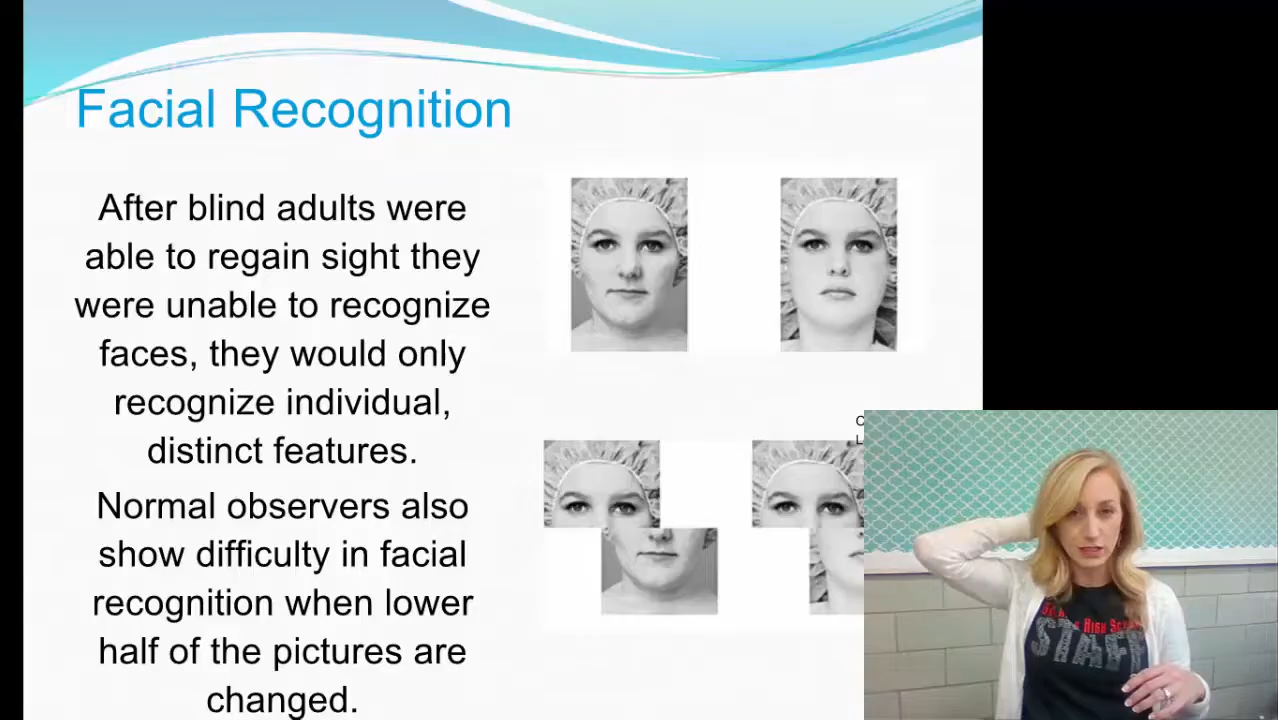 Facial Recognition
After blind adults were
able to regain sight they
were unable to recognize
faces, they would only
recognize individual,
distinct features.
Normal observers also
show difficulty in facial
recognition when lower
half of the pictures are
changed.
High
STAFF